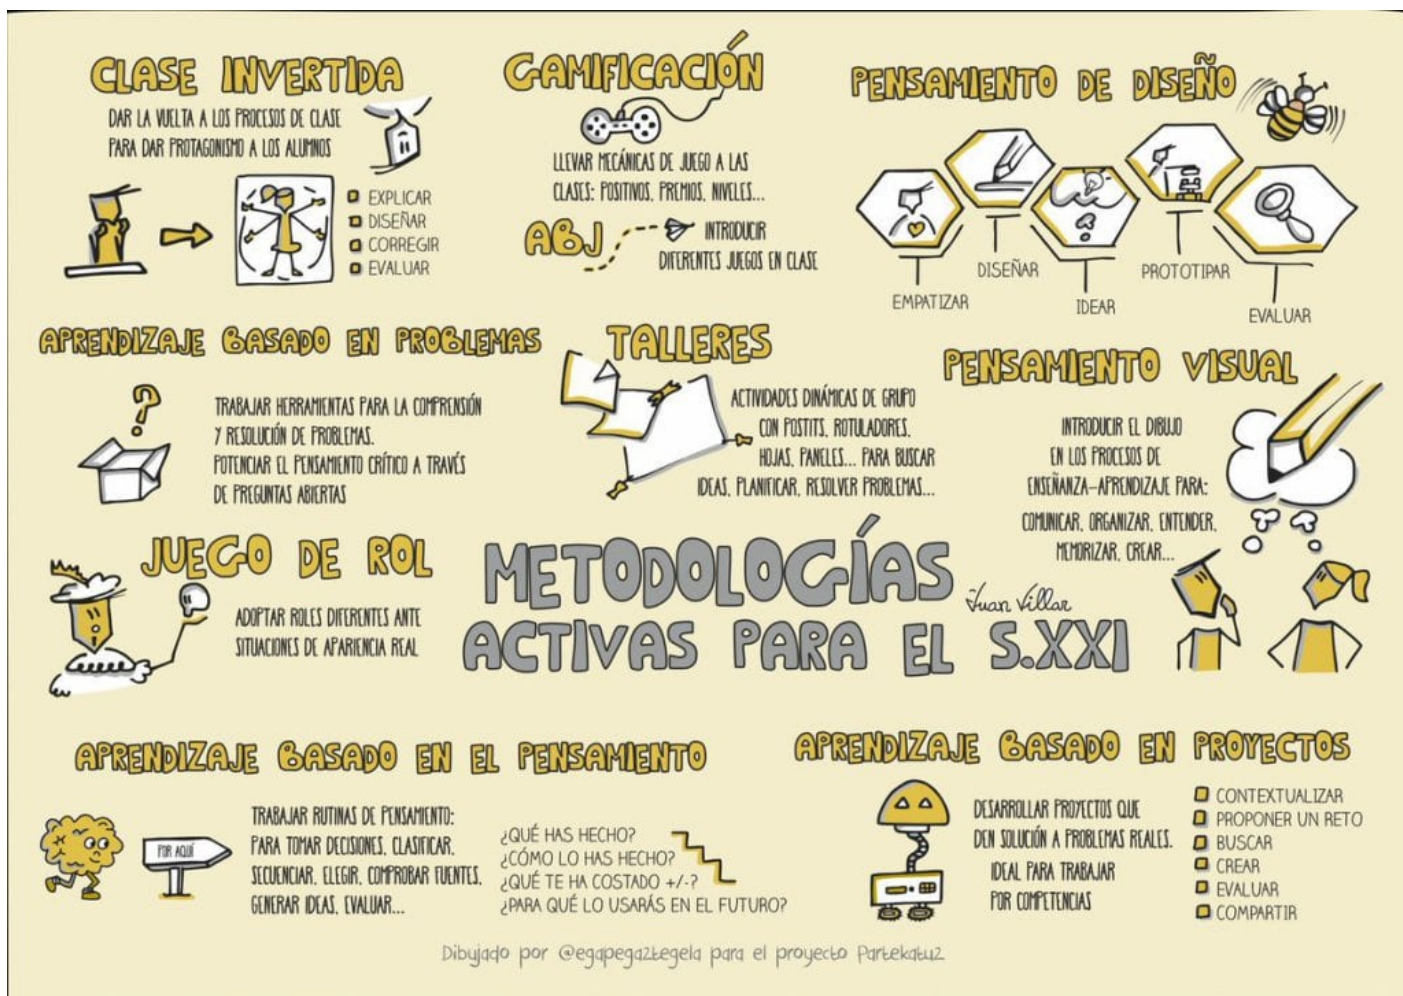 CLASE INVERTIDA
DAR LA VUELTA A LOS PROCESOS DE CLASE
PARA DAR PROTAGONISMO A LOS ALUMNOS
EXPLICAR
DISEÑAR
CORREGIR
EVALUAR
GAMIFICACIÓN
LLEVAR MECÁNICAS DE JUEGO A LAS
CLASES: POSITIVOS, PREMIOS, NIVELES...
ABJ
INTRODUCIR
DIFERENTES JUEGOS EN CLASE
PENSAMIENTO DE DISEÑO
EMPATIZAR
DISEÑAR
IDEAR
PROTOTIPAR
EVALUAR
APRENDIZAJE BASADO EN PROBLEMAS
TRABAJAR HERRAMIENTAS PARA LA COMPRENSIÓN
Y RESOLUCIÓN DE PROBLEMAS.
POTENCIAR EL PENSAMIENTO CRÍTICO A TRAVÉS
DE PREGUNTAS ABIERTAS
TALLERES
ACTIVIDADES DINÁMICAS DE GRUPO
CON POSTITS, ROTULADORES,
HOJAS, PANELES... PARA BUSCAR
IDEAS, PLANIFICAR, RESOLVER PROBLEMAS...
PENSAMIENTO VISUAL
INTRODUCIR EL DIBUJO
EN LOS PROCESOS DE
ENSEÑANZA-APRENDIZAJE PARA:
COMUNICAR, ORGANIZAR, ENTENDER,
MEMORIZAR, CREAR...
JUEGO DE ROL
ADOPTAR ROLES DIFERENTES ANTE
SITUACIONES DE APARIENCIA REAL
METODOLOGÍAS
ACTIVAS PARA EL S.XXI
Juan Villar
APRENDIZAJE BASADO EN EL PENSAMIENTO
POR AQUÍ
TRABAJAR RUTINAS DE PENSAMIENTO:
PARA TOMAR DECISIONES, CLASIFICAR,
SECUENCIAR, ELEGIR, COMPROBAR FUENTES,
GENERAR IDEAS, EVALUAR...
¿QUÉ HAS HECHO?
¿CÓMO LO HAS HECHO?
¿QUÉ TE HA COSTADO +/-?
¿PARA QUÉ LO USARÁS EN EL FUTURO?
APRENDIZAJE BASADO EN PROYECTOS
DESARROLLAR PROYECTOS QUE
DEN SOLUCIÓN A PROBLEMAS REALES.
IDEAL PARA TRABAJAR
POR COMPETENCIAS
CONTEXTUALIZAR
PROPONER UN RETO
BUSCAR
CREAR
EVALUAR
COMPARTIR
Dibujado por @egapega2tegela para el proyecto Partekatu2